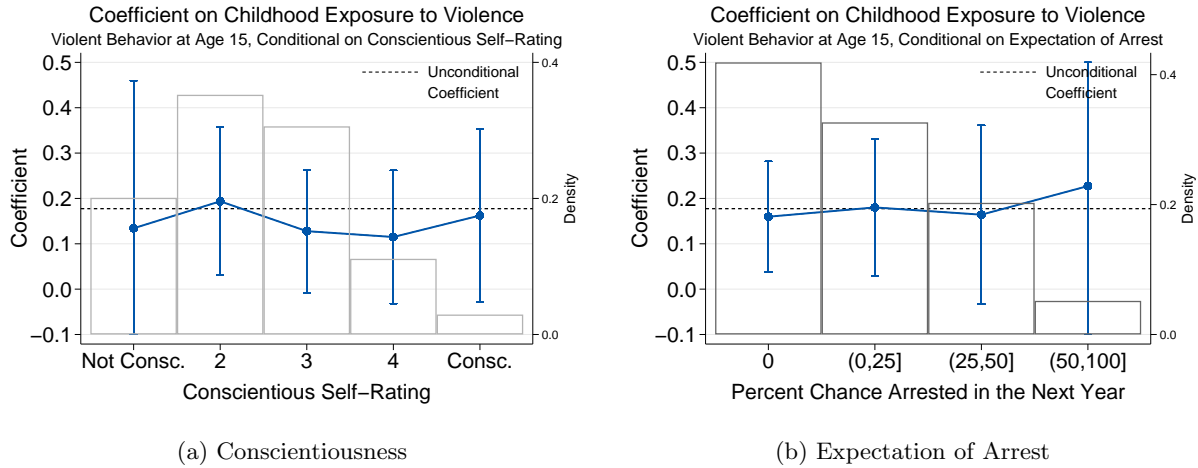 Coefficient on Childhood Exposure to Violence
Violent Behavior at Age 15, Conditional on Conscientious Self−Rating
0.5
0.4
0.3
0.2
0.1
0.0
−0.1
Coefficient
Unconditional
Coefficient
0.4
0.2
0.0
Density
Not Consc.
2
3
4
Consc.
Conscientious Self−Rating
(a) Conscientiousness
Coefficient on Childhood Exposure to Violence
Violent Behavior at Age 15, Conditional on Expectation of Arrest
0.5
0.4
0.3
0.2
0.1
0.0
−0.1
Coefficient
Unconditional
Coefficient
0.4
0.2
0.0
Density
0
(0,25]
(25,50]
(50,100]
Percent Chance Arrested in the Next Year
(b) Expectation of Arrest